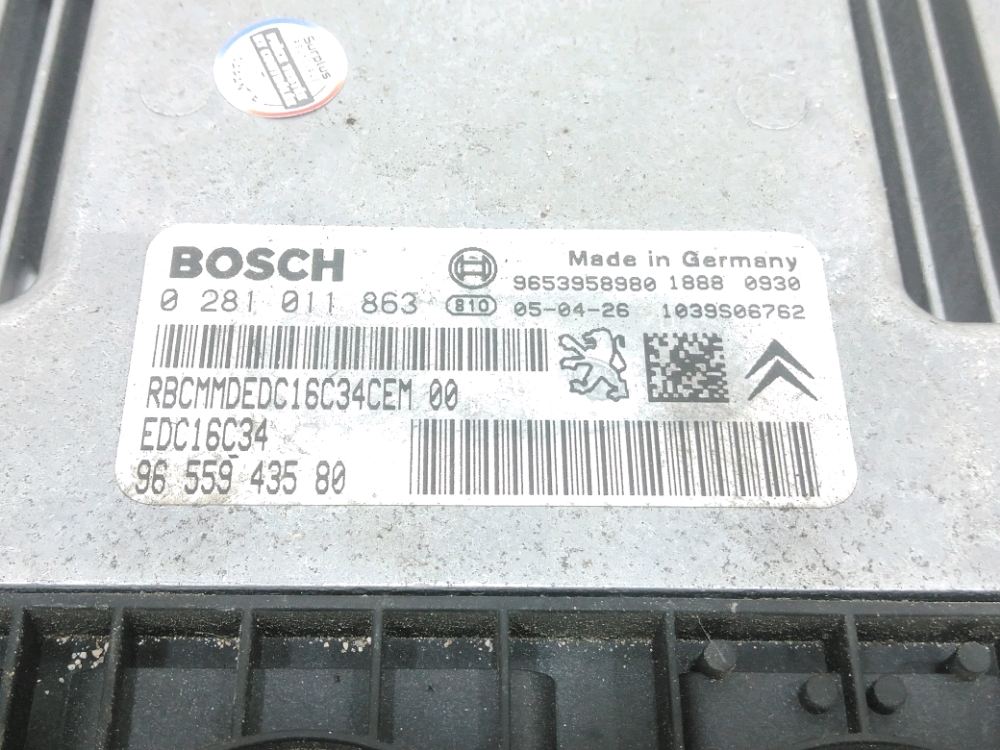 Surplus
BOSCH
Made in Germany
9653958980 1888 0930
0 281 011 863
810
05-04-26 1039S06762
RBCMMDEDC16C34CEM 00
EDC16C34
96 559 435 80